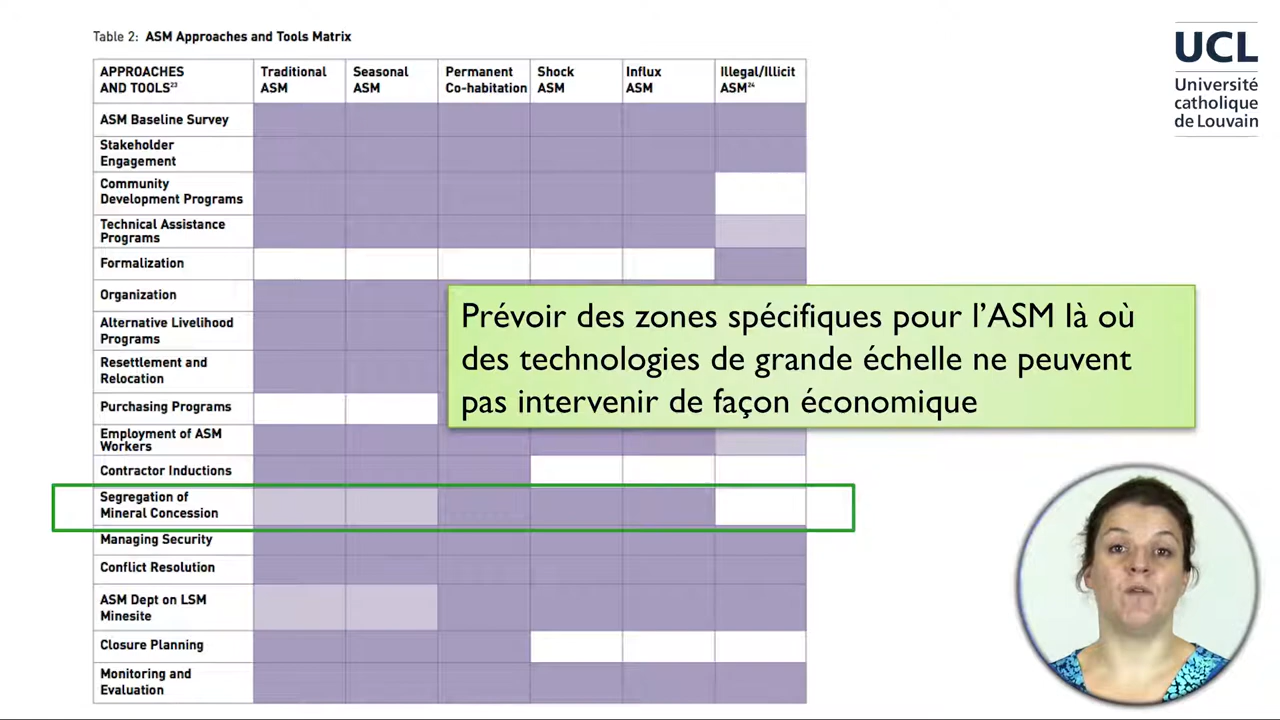 Table 2: ASM Approaches and Tools Matrix
UCL
Université
catholique
de Louvain
APPROACHES
AND TOOLS²³
Traditional
ASM
Seasonal
ASM
Permanent
Co-habitation
Shock
ASM
Influx
ASM
Illegal/Illicit
ASM²⁴
ASM Baseline Survey
Stakeholder
Engagement
Community
Development Programs
Technical Assistance
Programs
Formalization
Organization
Alternative Livelihood
Programs
Resettlement and
Relocation
Purchasing Programs
Employment of ASM
Workers
Contractor Inductions
Segregation of
Mineral Concession
Managing Security
Conflict Resolution
ASM Dept on LSM
Minesite
Closure Planning
Monitoring and
Evaluation
Prévoir des zones spécifiques pour l’ASM là où
des technologies de grande échelle ne peuvent
pas intervenir de façon économique